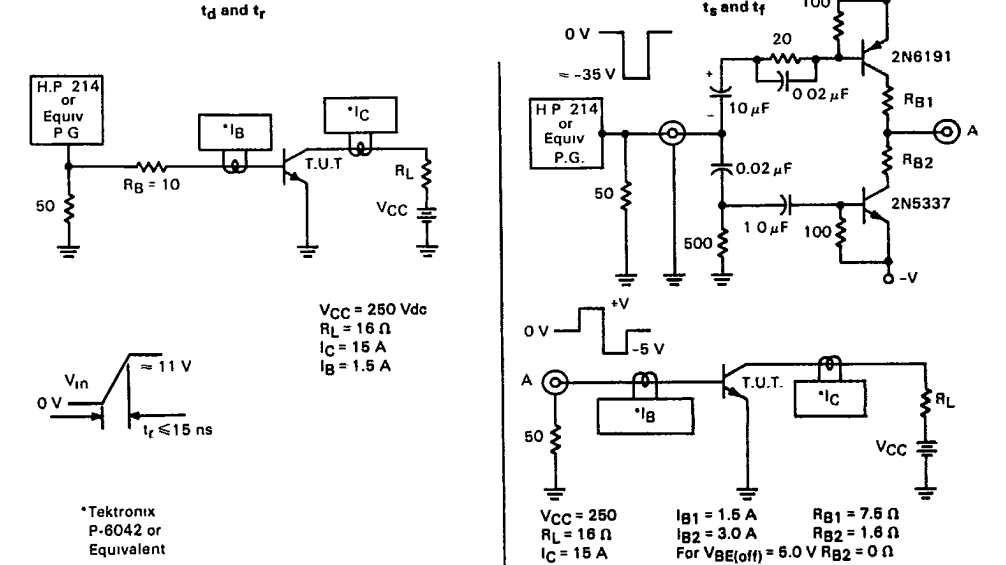 td and tr
H.P 214
or
Equiv
P G
50
RB = 10
*IB
*IC
T.U.T
RL
VCC
VCC = 250 Vdc
RL = 16 Ω
IC = 15 A
IB = 1.5 A
Vin
0 V
≈ 11 V
tr ⩽ 15 ns
*Tektronix
P-6042 or
Equivalent
ts and tf
0 V
≈ -35 V
H P 214
or
Equiv
P.G.
50
+
10 μF
-
20
0 02 μF
100
2N6191
RB1
A
RB2
0.02 μF
2N5337
1 0 μF
100
500
-V
+V
0 V
-5 V
A
50
*IB
T.U.T.
*IC
RL
VCC
VCC = 250
RL = 16 Ω
IC = 15 A
IB1 = 1.5 A
IB2 = 3.0 A
For VBE(off) = 5.0 V RB2 = 0 Ω
RB1 = 7.5 Ω
RB2 = 1.6 Ω